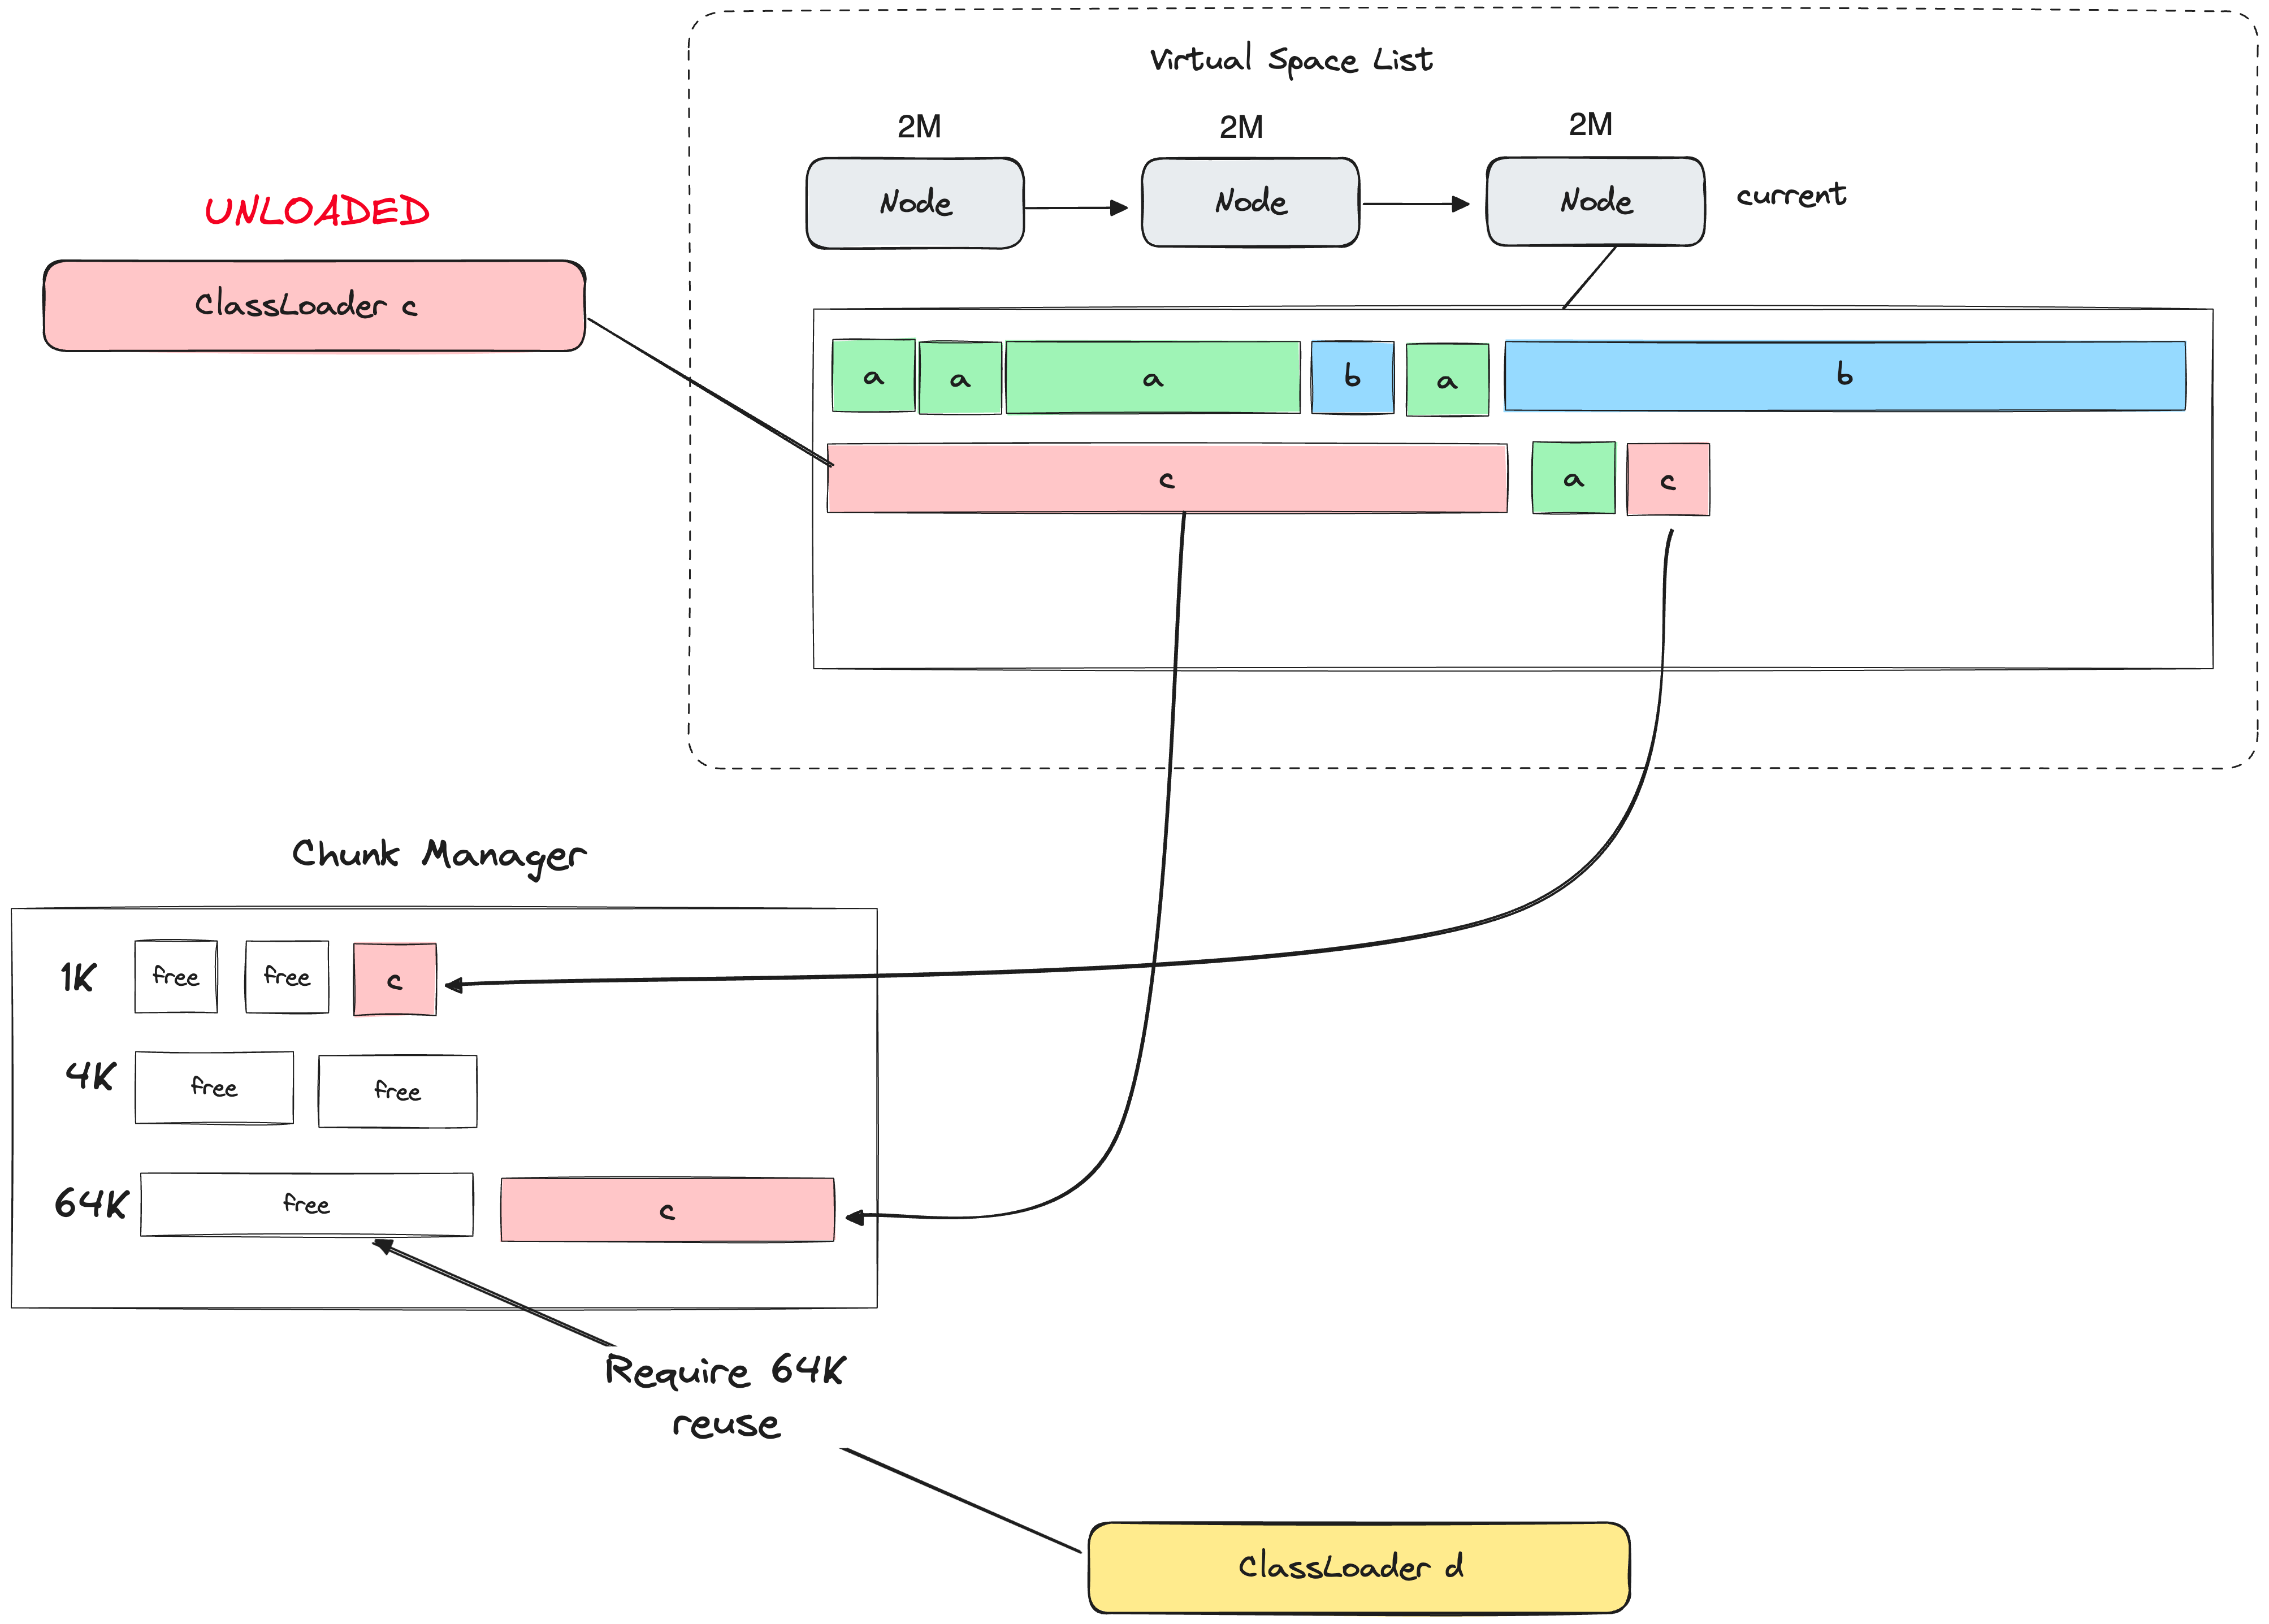 Virtual Space List
2M
2M
2M
Node
Node
Node
current
UNLOADED
ClassLoader c
a
a
a
b
a
b
c
a
c
Chunk Manager
1K
free
free
c
4K
free
free
64K
free
c
Require 64K
reuse
ClassLoader d